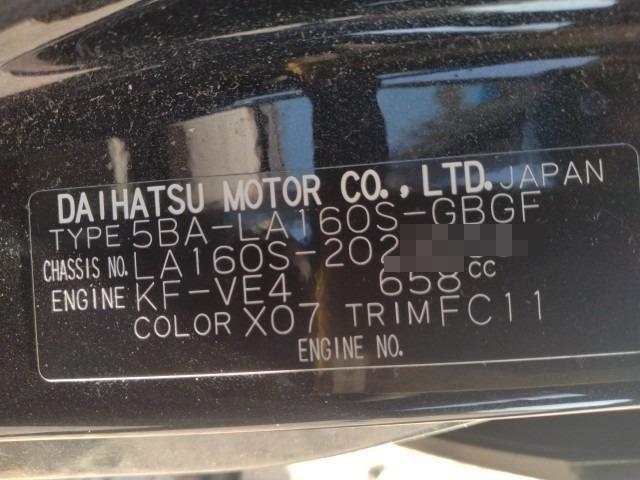 DAIHATSU MOTOR CO., LTD. JAPAN
TYPE 5BA-LA160S-GBGF
CHASSIS NO. LA160S-202
ENGINE KF-VE4 658cc
COLOR X07 TRIM FC11
ENGINE NO.